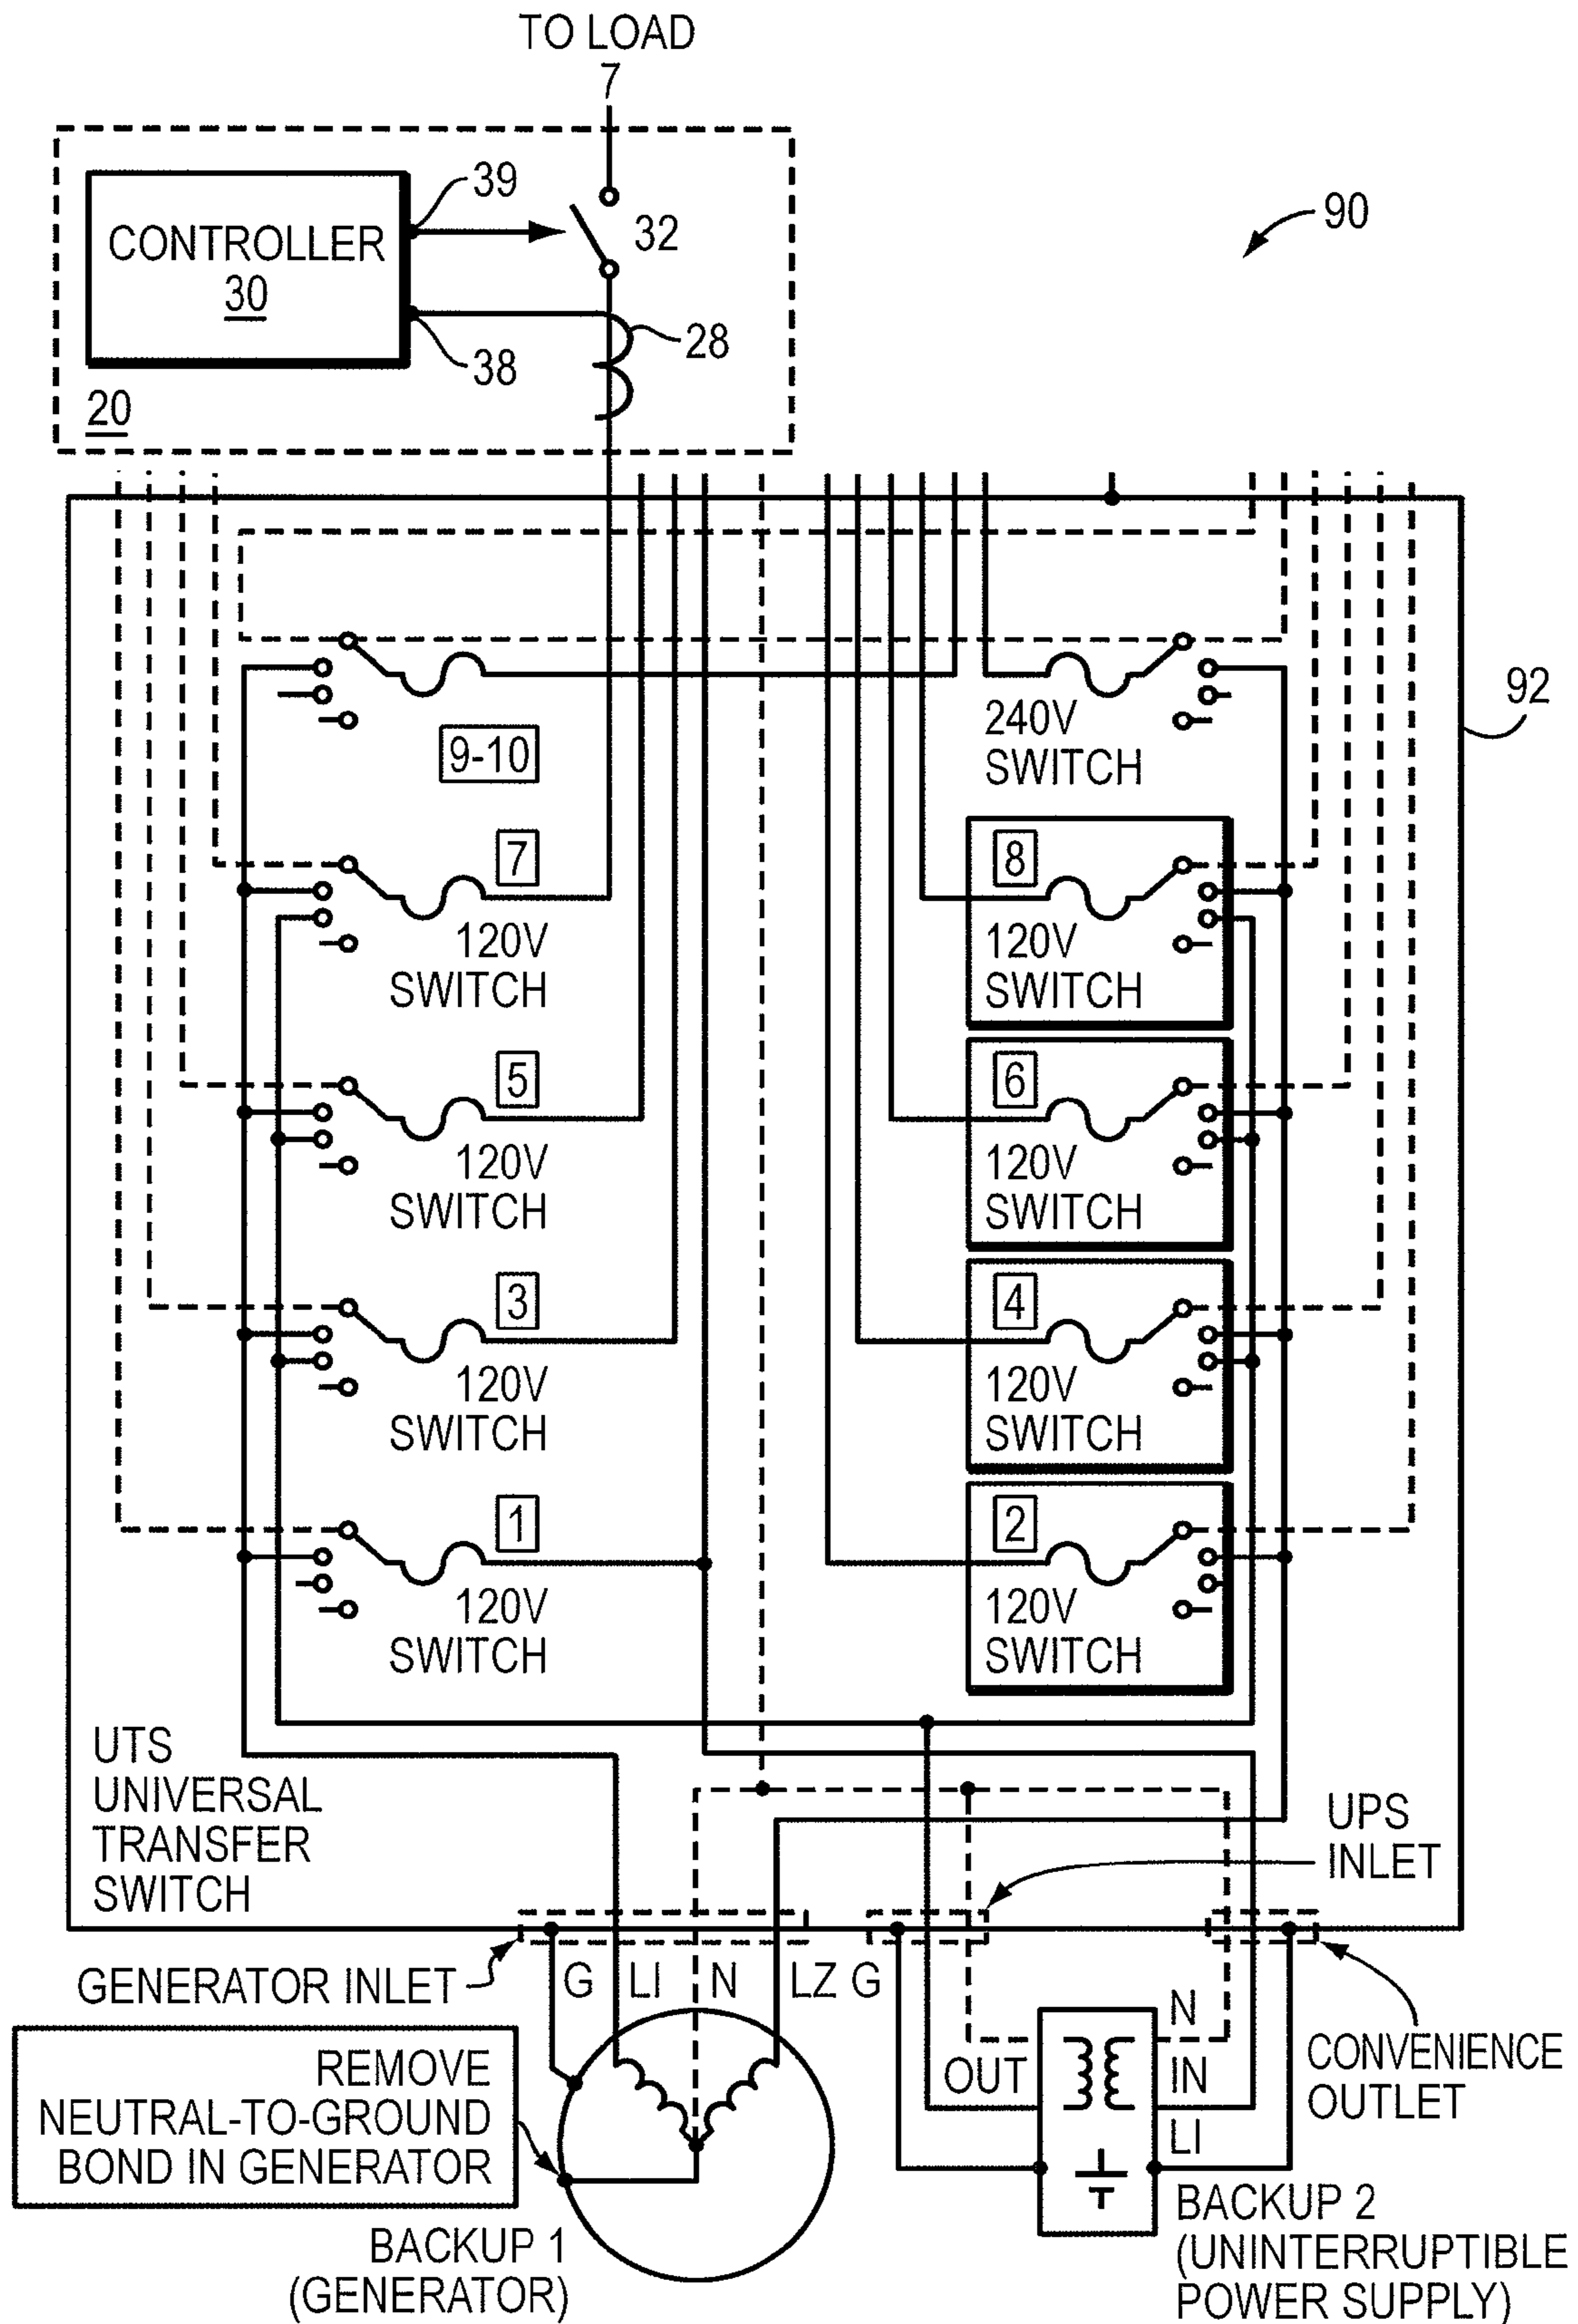 TO LOAD
7
39
CONTROLLER
30
32
90
28
38
20
92
240V
SWITCH
9-10
7
120V
SWITCH
8
120V
SWITCH
5
120V
SWITCH
6
120V
SWITCH
3
120V
SWITCH
4
120V
SWITCH
1
120V
SWITCH
2
120V
SWITCH
UTS
UNIVERSAL
TRANSFER
SWITCH
UPS
INLET
GENERATOR INLET
G
LI
N
LZ
G
REMOVE
NEUTRAL-TO-GROUND
BOND IN GENERATOR
OUT
N
IN
LI
CONVENIENCE
OUTLET
BACKUP 1
(GENERATOR)
BACKUP 2
(UNINTERRUPTIBLE
POWER SUPPLY)